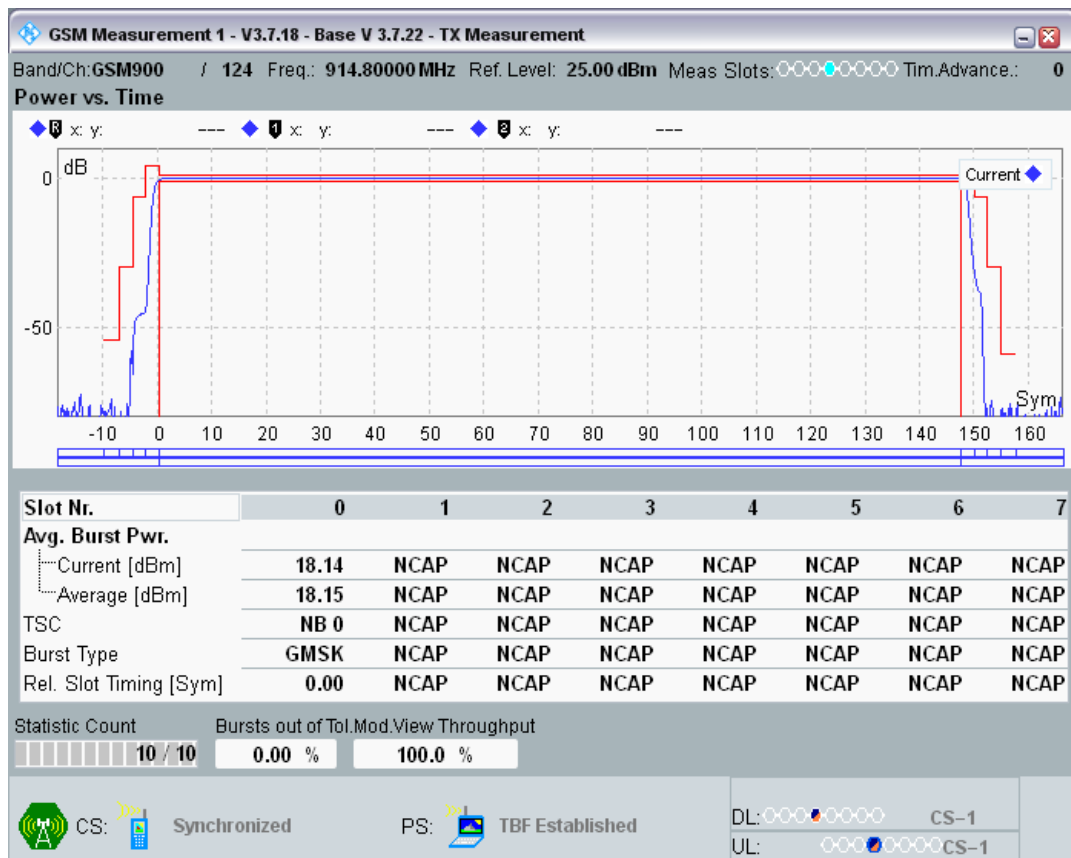 GSM Measurement 1 - V3.7.18 - Base V 3.7.22 - TX Measurement
Band/Ch:GSM900 / 124 Freq.: 914.80000 MHz Ref. Level: 25.00 dBm Meas Slots: Tim.Advance.: 0
Power vs. Time
R x: y: --- 1 x: y: --- 2 x: y: ---
dB
0
Current
-50
Sym
-10 0 10 20 30 40 50 60 70 80 90 100 110 120 130 140 150 160
Slot Nr. 0 1 2 3 4 5 6 7
Avg. Burst Pwr.
Current [dBm] 18.14 NCAP NCAP NCAP NCAP NCAP NCAP NCAP
Average [dBm] 18.15 NCAP NCAP NCAP NCAP NCAP NCAP NCAP
TSC NB 0 NCAP NCAP NCAP NCAP NCAP NCAP NCAP
Burst Type GMSK NCAP NCAP NCAP NCAP NCAP NCAP NCAP
Rel. Slot Timing [Sym] 0.00 NCAP NCAP NCAP NCAP NCAP NCAP NCAP
Statistic Count Bursts out of Tol.Mod.View Throughput
10 / 10 0.00 % 100.0 %
CS: Synchronized PS: TBF Established
DL: CS-1
UL: CS-1